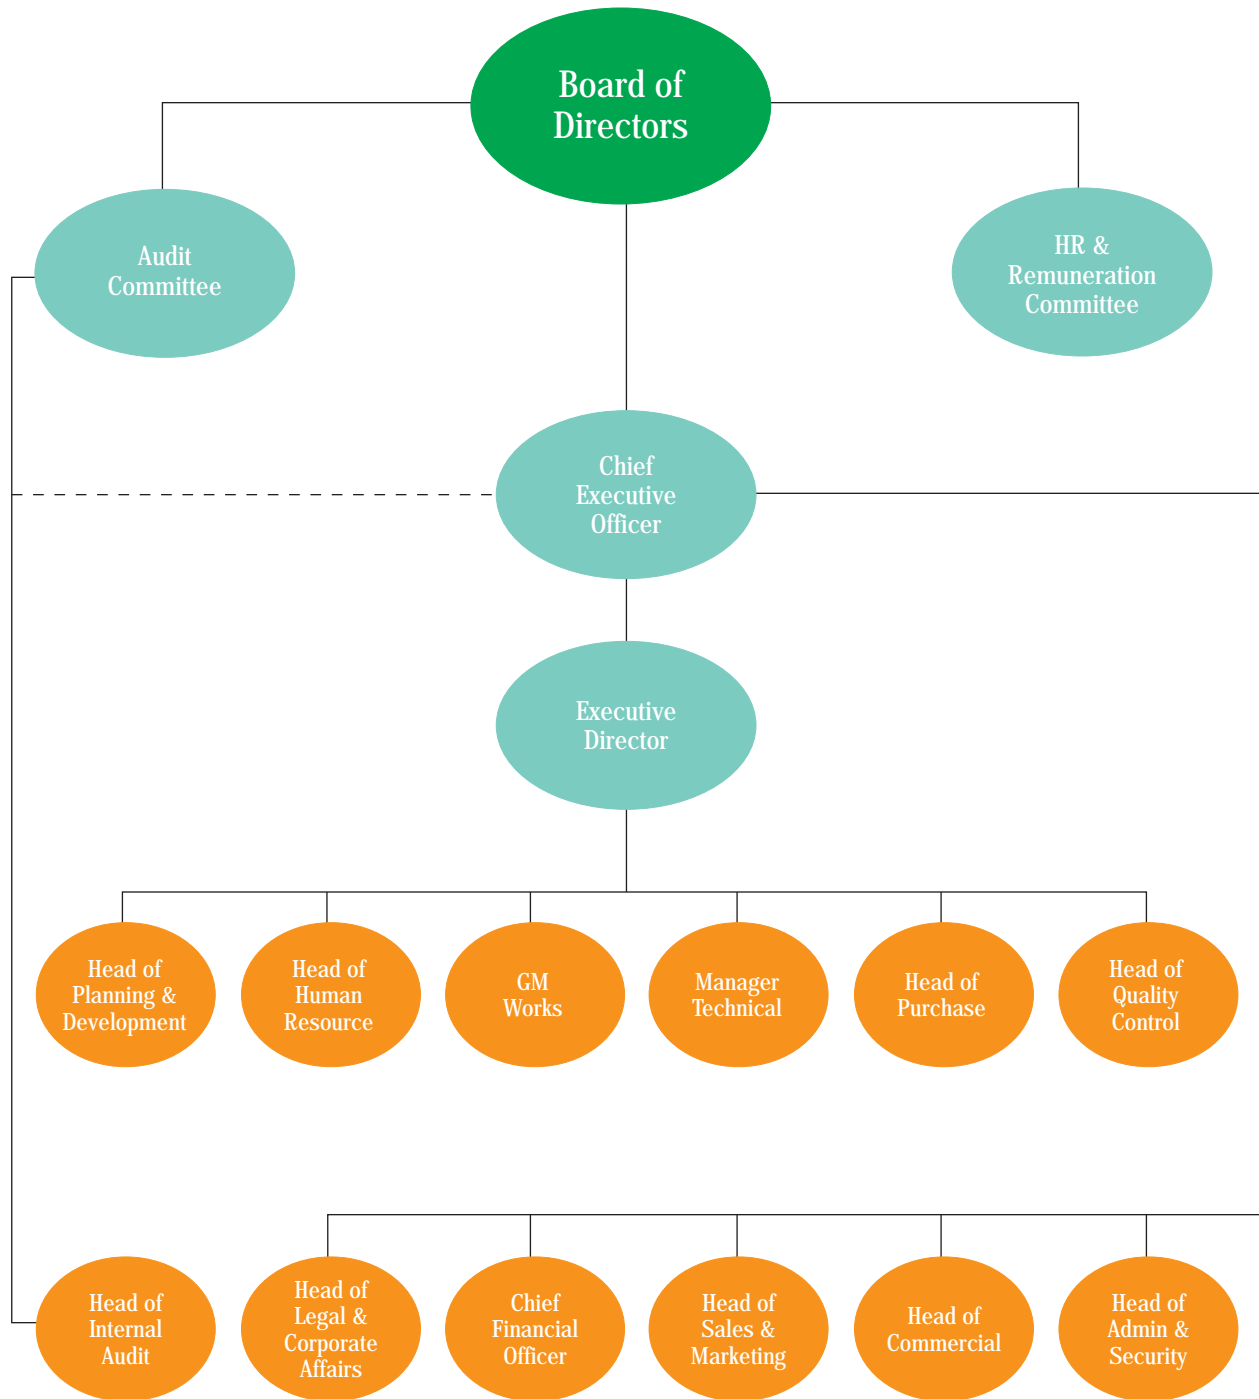 Board of
Directors
Audit
Committee
HR &
Remuneration
Committee
Chief
Executive
Officer
Executive
Director
Head of
Planning &
Development
Head of
Human
Resource
GM
Works
Manager
Technical
Head of
Purchase
Head of
Quality
Control
Head of
Internal
Audit
Head of
Legal &
Corporate
Affairs
Chief
Financial
Officer
Head of
Sales &
Marketing
Head of
Commercial
Head of
Admin &
Security